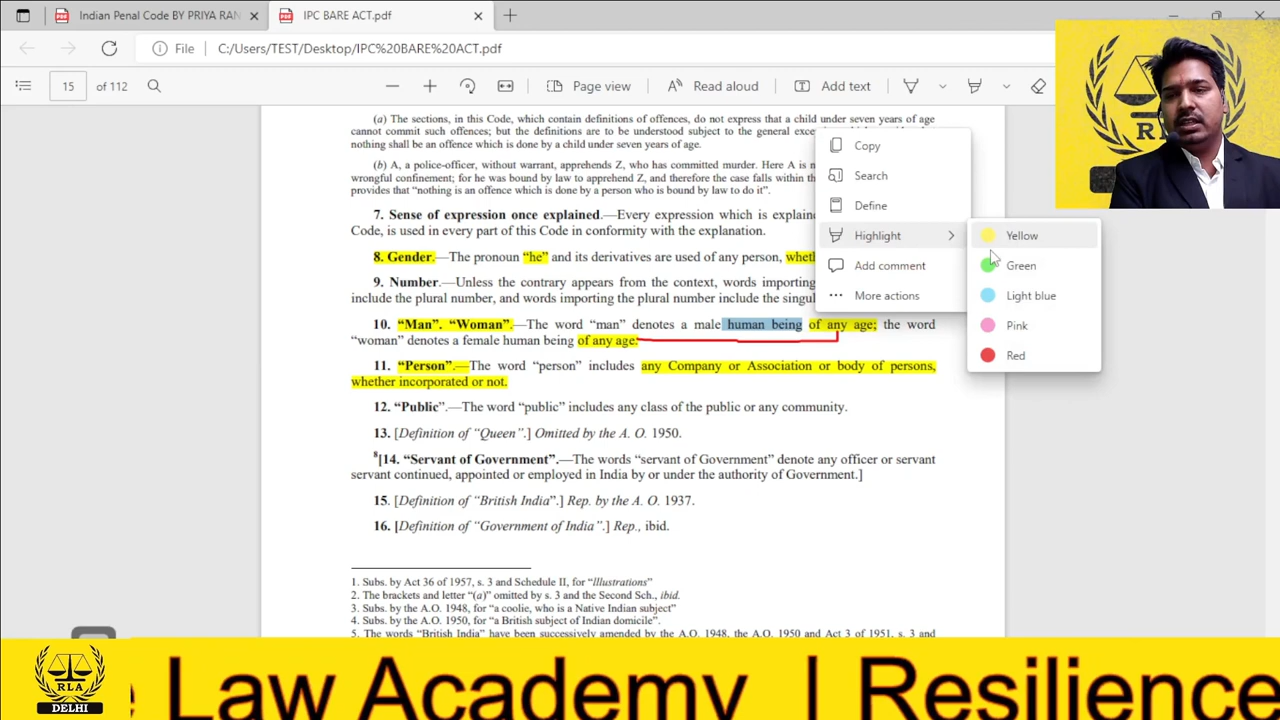 Indian Penal Code BY PRIYA RAN
IPC BARE ACT.pdf
File
C:/Users/TEST/Desktop/IPC%20BARE%20ACT.pdf
15 of 112
Page view
Read aloud
Add text
(a) The sections, in this Code, which contain definitions of offences, do not express that a child under seven years of age
cannot commit such offences; but the definitions are to be understood subject to the general
nothing shall be an offence which is done by a child under seven years of age.
(b) A, a police-officer, without warrant, apprehends Z, who has committed murder. Here A is
wrongful confinement; for he was bound by law to apprehend Z, and therefore the case falls within
provides that “nothing is an offence which is done by a person who is bound by law to do it”.
7. Sense of expression once explained.—Every expression which is
Code, is used in every part of this Code in conformity with the explanation.
8. Gender.—The pronoun “he” and its derivatives are used of any person,
9. Number.—Unless the contrary appears from the context, words
include the plural number, and words importing the plural number include the
10. “Man”. “Woman”.—The word “man” denotes a male human being of any age; the word
“woman” denotes a female human being of any age.
11. “Person”.—The word “person” includes any Company or Association or body of persons,
whether incorporated or not.
12. “Public”.—The word “public” includes any class of the public or any community.
13. [Definition of “Queen”.] Omitted by the A. O. 1950.
8[14. “Servant of Government”.—The words “servant of Government” denote any officer or servant
servant continued, appointed or employed in India by or under the authority of Government.]
15. [Definition of “British India”.] Rep. by the A. O. 1937.
16. [Definition of “Government of India”.] Rep., ibid.
1. Subs. by Act 36 of 1957, s. 3 and Schedule II, for “Illustrations”
2. The brackets and letter “(a)” omitted by s. 3 and the Second Sch., ibid.
3. Subs. by the A.O. 1948, for “a coolie, who is a Native Indian subject”
4. Subs. by the A.O. 1950, for “a British subject of Indian domicile”.
5. The words “British India” have been successively amended by the A.O. 1948, the A.O. 1950 and Act 3 of 1951, s. 3 and
Copy
Search
Define
Highlight
Add comment
More actions
Yellow
Green
Light blue
Pink
Red
RLA
DELHI
e Law Academy | Resilience